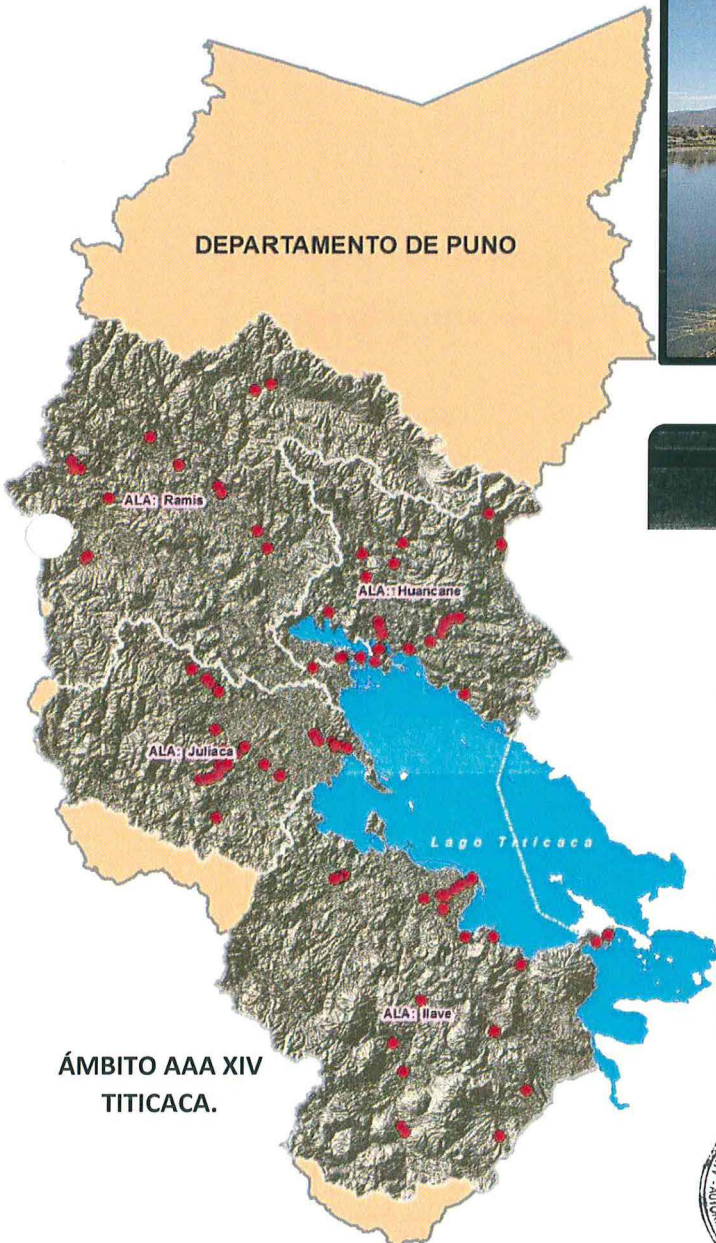 DEPARTAMENTO DE PUNO
ALA: Ramis
ALA: Huancane
ALA: Juliaca
Lago Titicaca
ALA: Ilave
ÁMBITO AAA XIV
TITICACA.